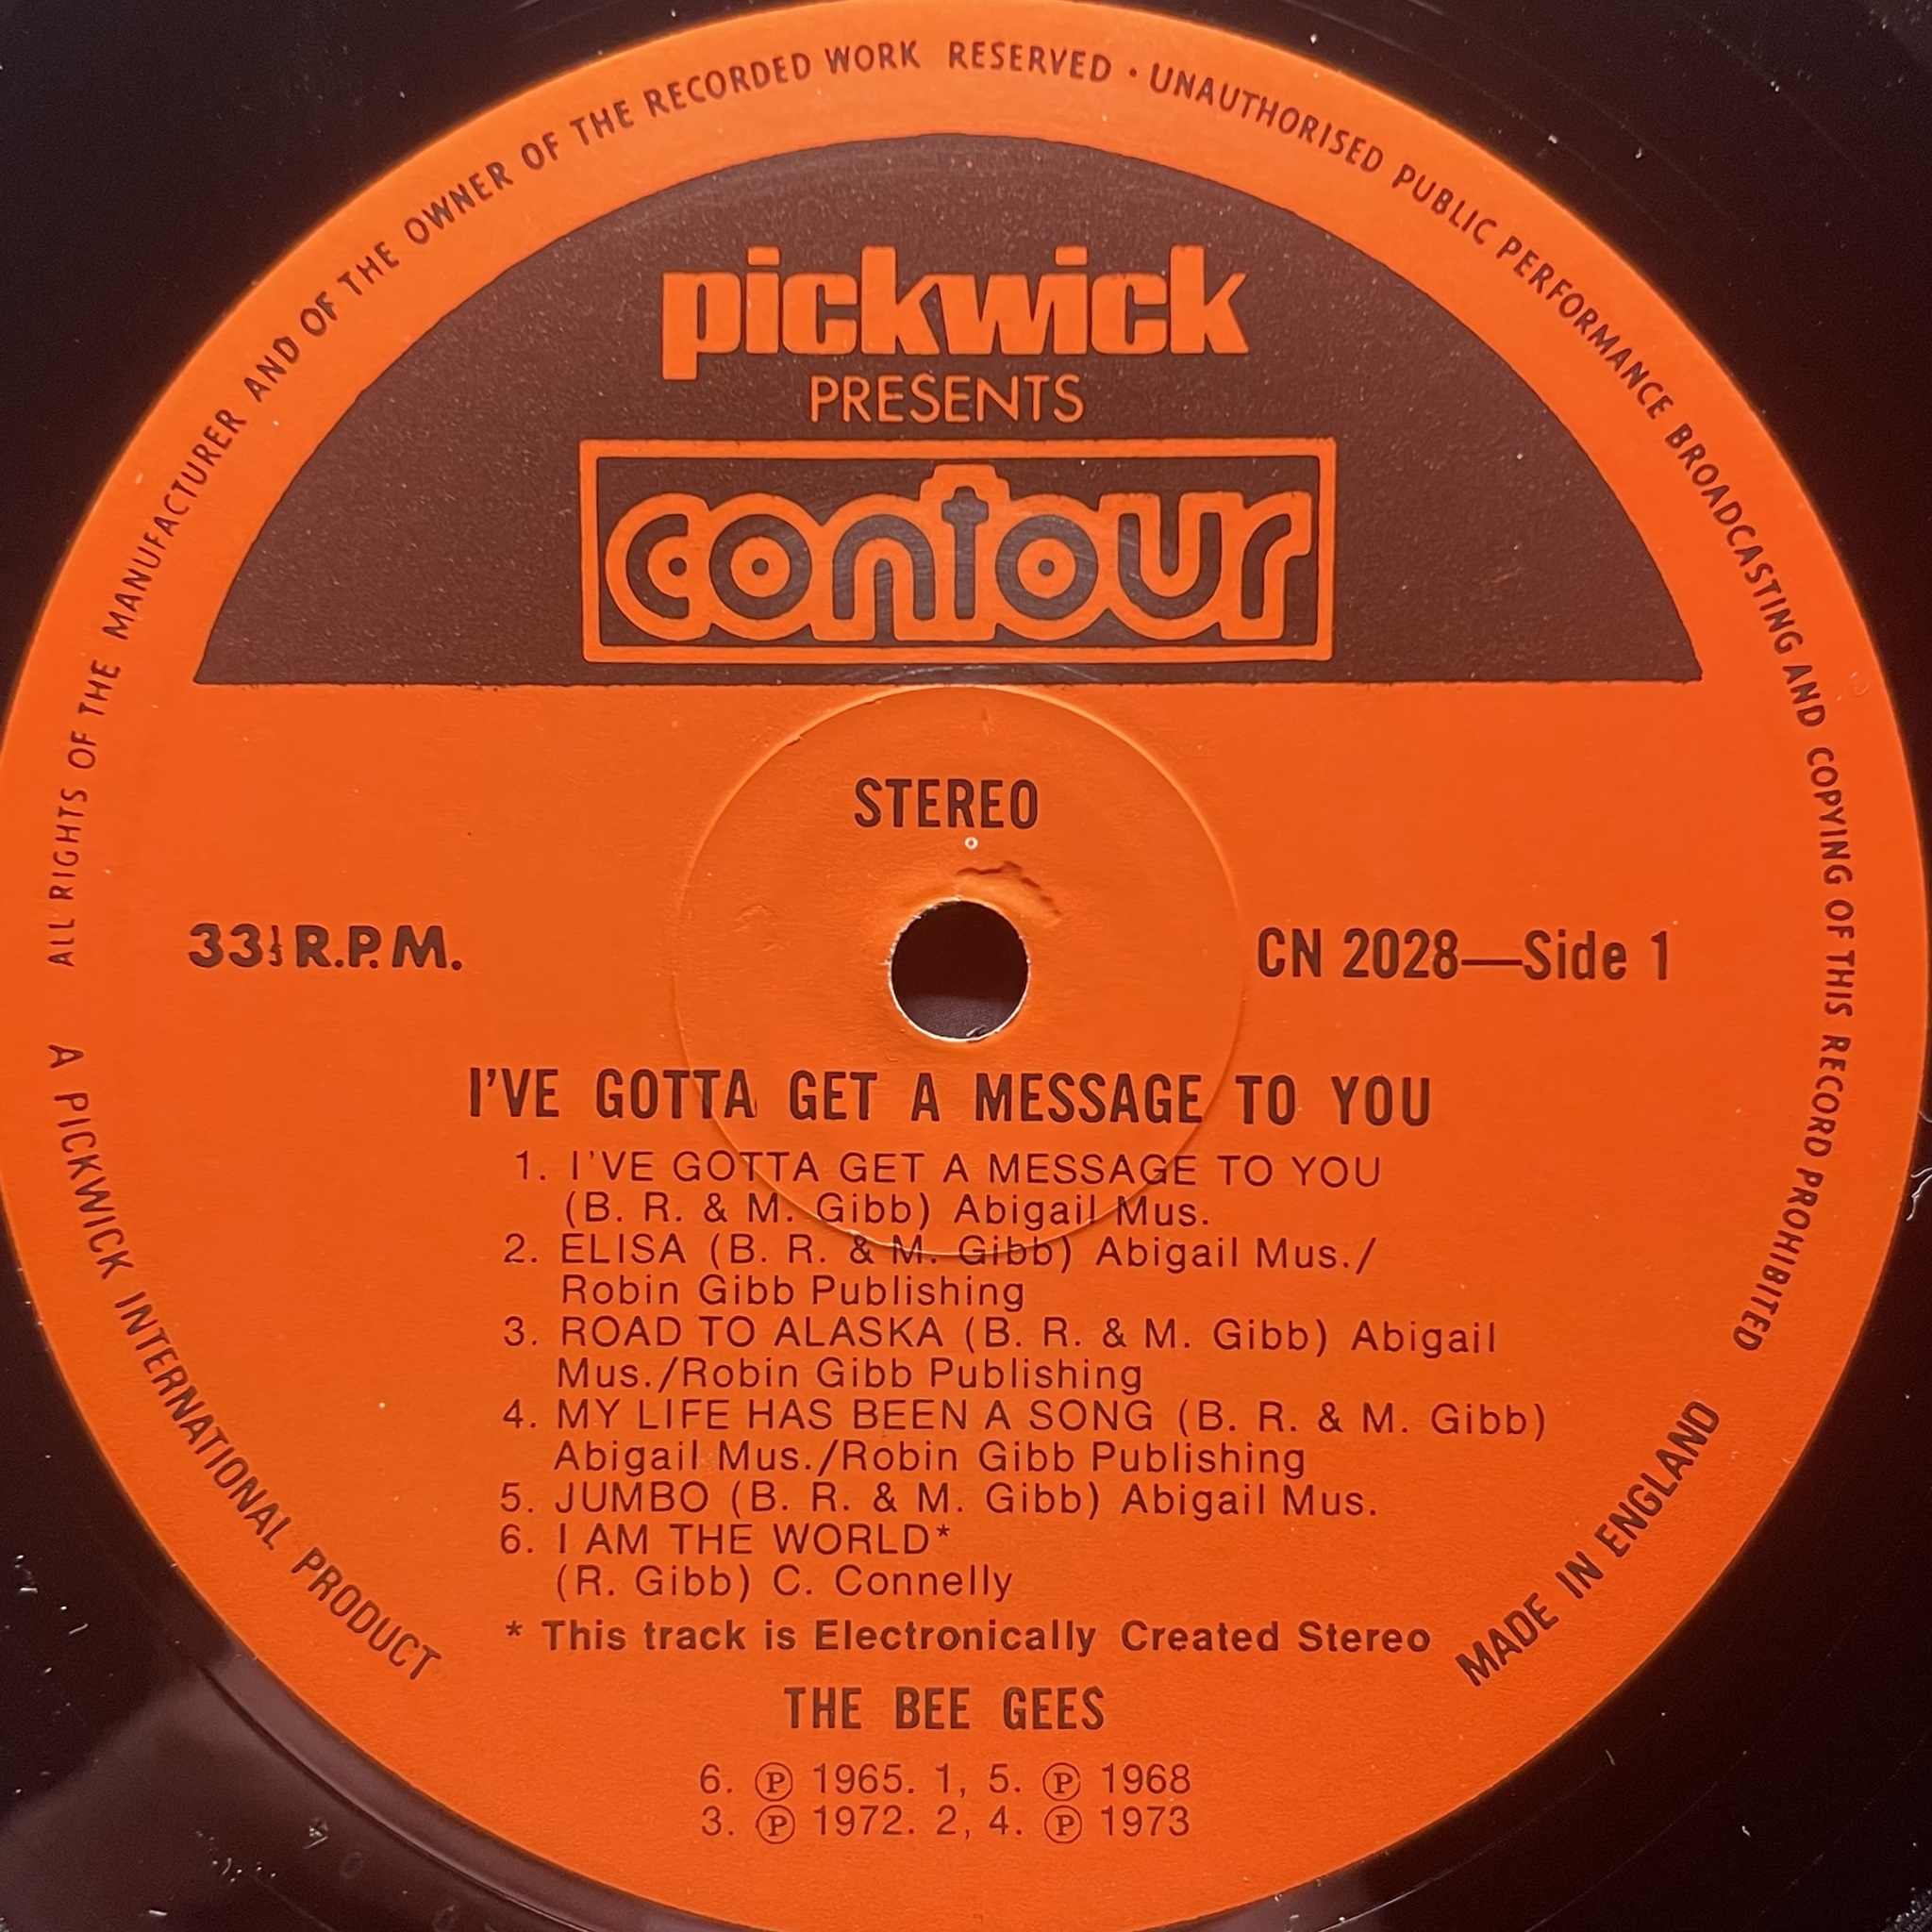 ALL RIGHTS OF THE MANUFACTURER AND OF THE OWNER OF THE RECORDED WORK RESERVED · UNAUTHORISED PUBLIC PERFORMANCE BROADCASTING AND COPYING OF THIS RECORD PROHIBITED
pickwick
PRESENTS
contour
STEREO
33⅓ R.P.M.
CN 2028—Side 1
I'VE GOTTA GET A MESSAGE TO YOU
1. I'VE GOTTA GET A MESSAGE TO YOU
(B. R. & M. Gibb) Abigail Mus.
2. ELISA (B. R. & M. Gibb) Abigail Mus./
Robin Gibb Publishing
3. ROAD TO ALASKA (B. R. & M. Gibb) Abigail
Mus./Robin Gibb Publishing
4. MY LIFE HAS BEEN A SONG (B. R. & M. Gibb)
Abigail Mus./Robin Gibb Publishing
5. JUMBO (B. R. & M. Gibb) Abigail Mus.
6. I AM THE WORLD*
(R. Gibb) C. Connelly
* This track is Electronically Created Stereo
THE BEE GEES
6. ℗ 1965. 1, 5. ℗ 1968
3. ℗ 1972. 2, 4. ℗ 1973
A PICKWICK INTERNATIONAL PRODUCT
MADE IN ENGLAND